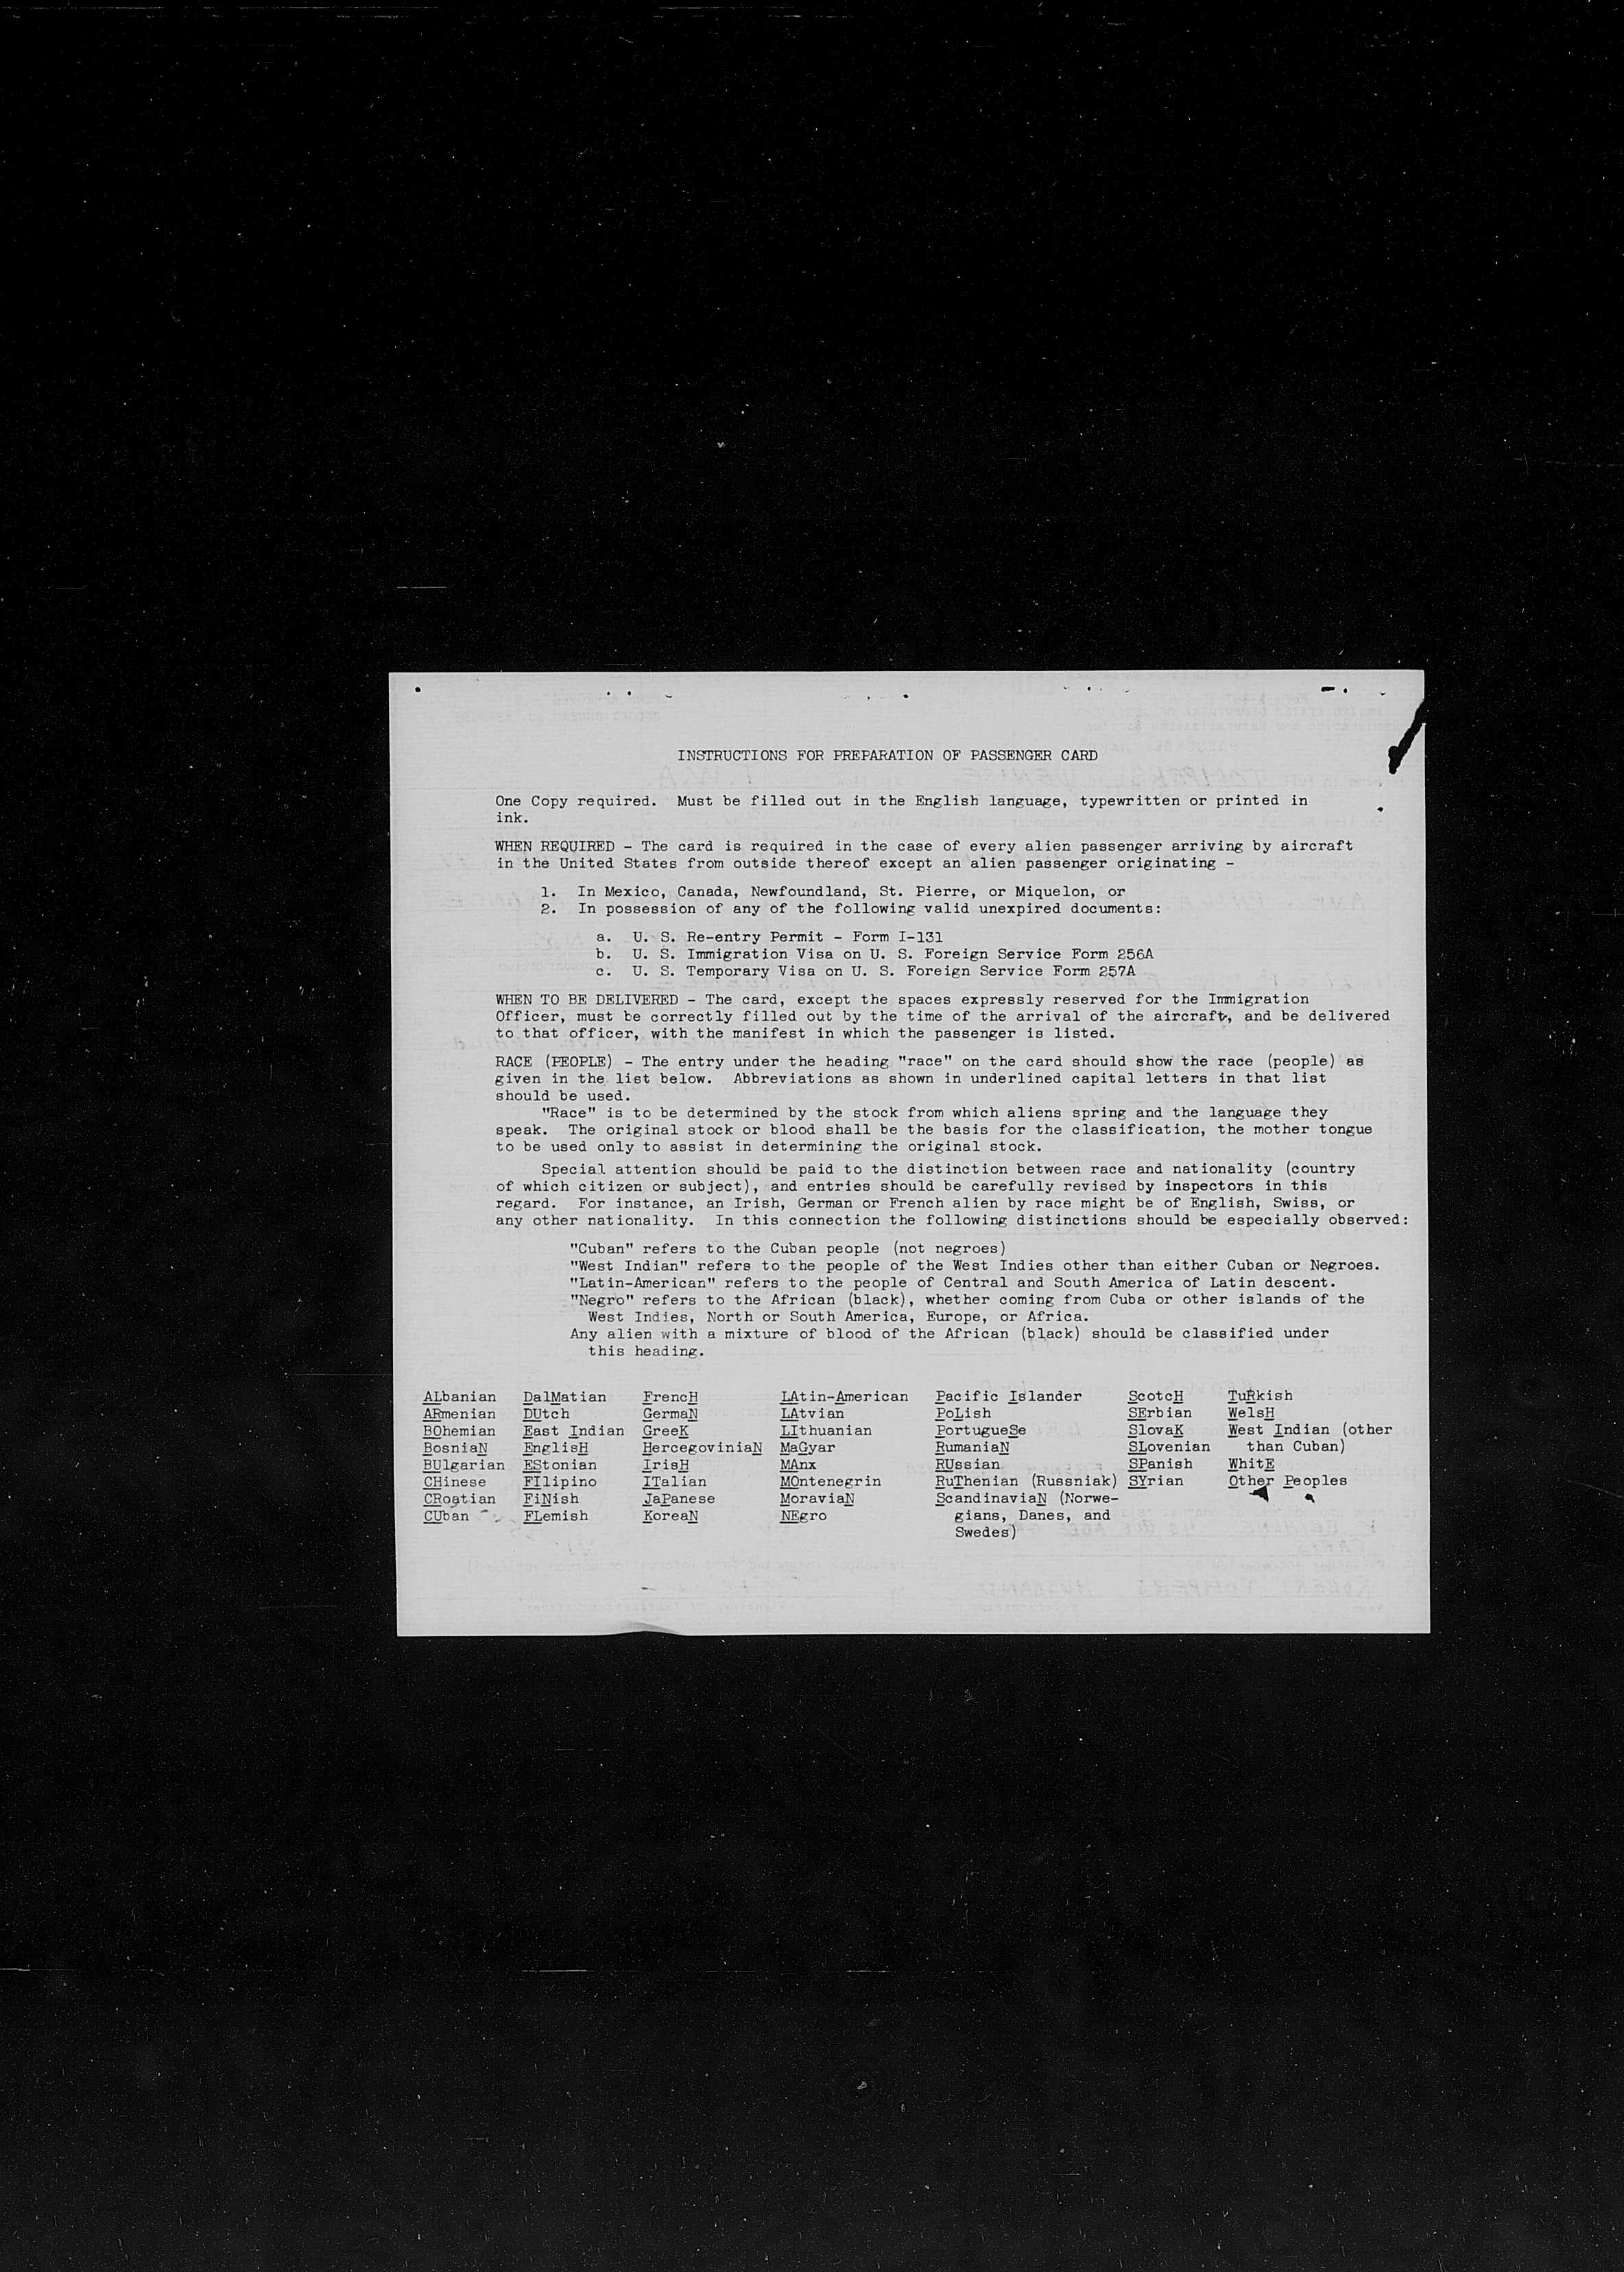 INSTRUCTIONS FOR PREPARATION OF PASSENGER CARD
One Copy required. Must be filled out in the English language, typewritten or printed in
ink.
WHEN REQUIRED - The card is required in the case of every alien passenger arriving by aircraft
in the United States from outside thereof except an alien passenger originating -
1. In Mexico, Canada, Newfoundland, St. Pierre, or Miquelon, or
2. In possession of any of the following valid unexpired documents:
a. U. S. Re-entry Permit - Form I-131
b. U. S. Immigration Visa on U. S. Foreign Service Form 256A
c. U. S. Temporary Visa on U. S. Foreign Service Form 257A
WHEN TO BE DELIVERED - The card, except the spaces expressly reserved for the Immigration
Officer, must be correctly filled out by the time of the arrival of the aircraft, and be delivered
to that officer, with the manifest in which the passenger is listed.
RACE (PEOPLE) - The entry under the heading "race" on the card should show the race (people) as
given in the list below. Abbreviations as shown in underlined capital letters in that list
should be used.
"Race" is to be determined by the stock from which aliens spring and the language they
speak. The original stock or blood shall be the basis for the classification, the mother tongue
to be used only to assist in determining the original stock.
Special attention should be paid to the distinction between race and nationality (country
of which citizen or subject), and entries should be carefully revised by inspectors in this
regard. For instance, an Irish, German or French alien by race might be of English, Swiss, or
any other nationality. In this connection the following distinctions should be especially observed:
"Cuban" refers to the Cuban people (not negroes)
"West Indian" refers to the people of the West Indies other than either Cuban or Negroes.
"Latin-American" refers to the people of Central and South America of Latin descent.
"Negro" refers to the African (black), whether coming from Cuba or other islands of the
West Indies, North or South America, Europe, or Africa.
Any alien with a mixture of blood of the African (black) should be classified under
this heading.
ALbanian DalMatian FrencH LAtin-American Pacific Islander ScotcH TuRkish
ARmenian DUtch GermaN LAtvian PoLish SErbian WelsH
BOhemian East Indian GreeK LIthuanian PortugueSe SlovaK West Indian (other
BosniaN EnglisH HercegoviniaN MaGyar RumaniaN SLovenian than Cuban)
BUlgarian EStonian IrisH MAnx RUssian SPanish WhitE
CHinese FIlipino ITalian MOntenegrin RuThenian (Russniak) SYrian Other Peoples
CRoatian FiNish JaPanese MoraviaN ScandinaviaN (Norwe-
CUban FLemish KoreaN NEgro gians, Danes, and
Swedes)